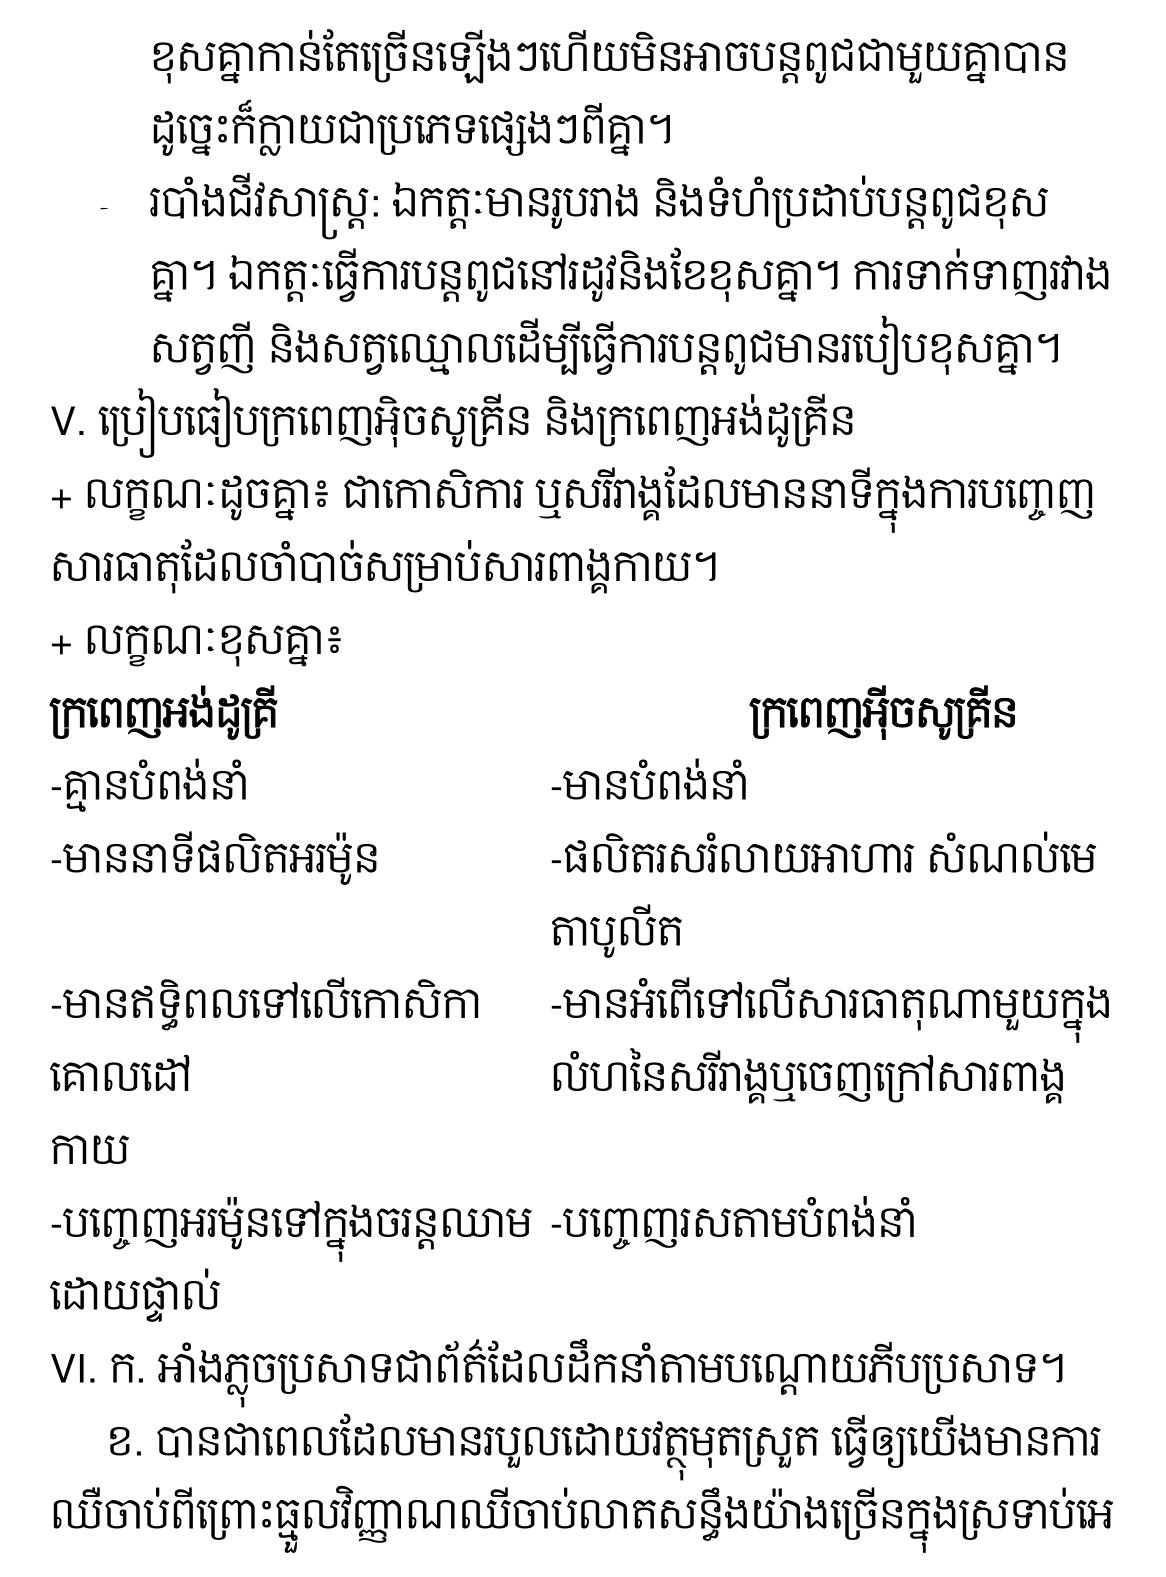 ខុសគ្នាកាន់តែច្រើនឡើងៗហើយមិនអាចបន្តពូជជាមួយគ្នាបាន
ដូច្នេះក៏ក្លាយជាប្រភេទផ្សេងៗពីគ្នា។
- របាំងជីវសាស្ត្រ: ឯកត្តៈមានរូបរាង និងទំហំប្រដាប់បន្តពូជខុស
គ្នា។ ឯកត្តៈធ្វើការបន្តពូជនៅរដូវនិងខែខុសគ្នា។ ការទាក់ទាញរវាង
សត្វញី និងសត្វឈ្មោលដើម្បីធ្វើការបន្តពូជមានរបៀបខុសគ្នា។
V. ប្រៀបធៀបក្រពេញអ៊ិចសូគ្រីន និងក្រពេញអង់ដូគ្រីន
+ លក្ខណៈដូចគ្នា៖ ជាកោសិការ ឬសរីរាង្គដែលមាននាទីក្នុងការបញ្ចេញ
សារធាតុដែលចាំបាច់សម្រាប់សារពាង្គកាយ។
+ លក្ខណៈខុសគ្នា៖
ក្រពេញអង់ដូគ្រី ក្រពេញអ៊ីចសូគ្រីន
-គ្មានបំពង់នាំ -មានបំពង់នាំ
-មាននាទីផលិតអរម៉ូន -ផលិតរសរំលាយអាហារ សំណល់មេ
តាបូលីត
-មានឥទ្ធិពលទៅលើកោសិកា -មានអំពើទៅលើសារធាតុណាមួយក្នុង
គោលដៅ លំហនៃសរីរាង្គឬចេញក្រៅសារពាង្គ
កាយ
-បញ្ចេញអរម៉ូនទៅក្នុងចរន្តឈាម -បញ្ចេញរសតាមបំពង់នាំ
ដោយផ្ទាល់
VI. ក. អាំងភ្លុចប្រសាទជាព័ត៌ដែលដឹកនាំតាមបណ្តោយភីបប្រសាទ។
ខ. បានជាពេលដែលមានរបួលដោយវត្ថុមុតស្រួត ធ្វើឲ្យយើងមានការ
ឈឺចាប់ពីព្រោះធ្មួលវិញ្ញាណឈឺចាប់លាតសន្ធឹងយ៉ាងច្រើនក្នុងស្រទាប់អេ